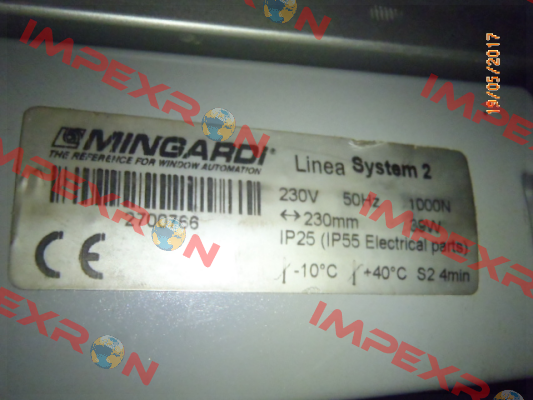 MINGARDI®
THE REFERENCE FOR WINDOW AUTOMATION
2700766
CE
Linea System 2
230V 50Hz 1000N
↔230mm 39W
IP25 (IP55 Electrical parts)
-10°C +40°C S2 4min
19/05/2017
IMPEXRON
IMPEXRON
IMPEXRON
IMPEXRON
IMPEXRON